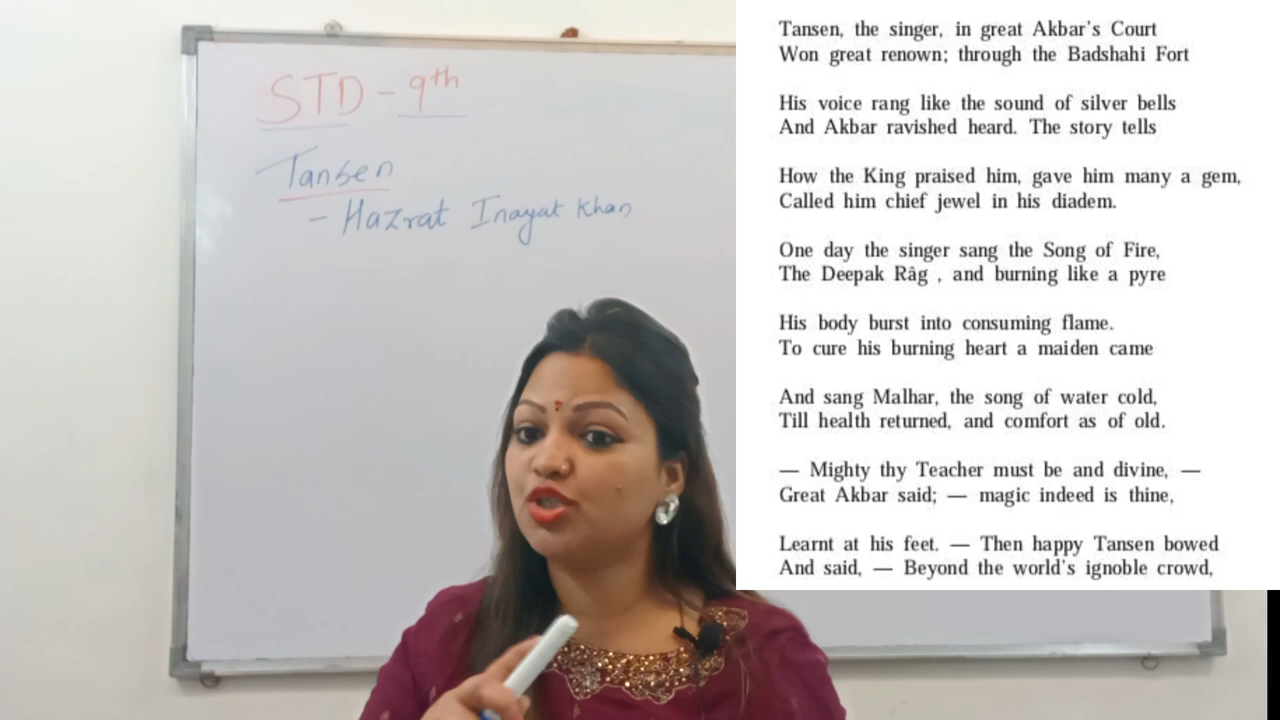 STD - 9th
Tansen
- Hazrat Inayat Khan
Tansen, the singer, in great Akbar's Court
Won great renown; through the Badshahi Fort
His voice rang like the sound of silver bells
And Akbar ravished heard. The story tells
How the King praised him, gave him many a gem,
Called him chief jewel in his diadem.
One day the singer sang the Song of Fire,
The Deepak Râg , and burning like a pyre
His body burst into consuming flame.
To cure his burning heart a maiden came
And sang Malhar, the song of water cold,
Till health returned, and comfort as of old.
— Mighty thy Teacher must be and divine, —
Great Akbar said; — magic indeed is thine,
Learnt at his feet. — Then happy Tansen bowed
And said, — Beyond the world's ignoble crowd,